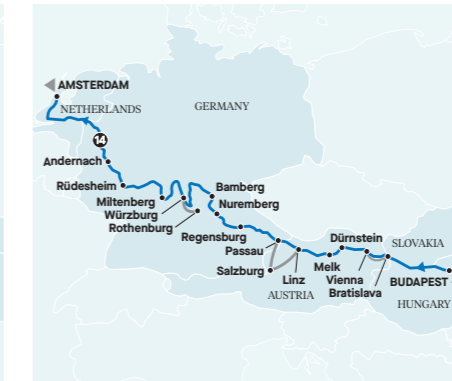 AMSTERDAM
NETHERLANDS
GERMANY
14
Andernach
Rüdesheim
Bamberg
Miltenberg
Nuremberg
Würzburg
Rothenburg
Regensburg
Dürnstein
SLOVAKIA
Passau
Salzburg
Linz
Melk
Vienna
BUDAPEST
Bratislava
AUSTRIA
HUNGARY